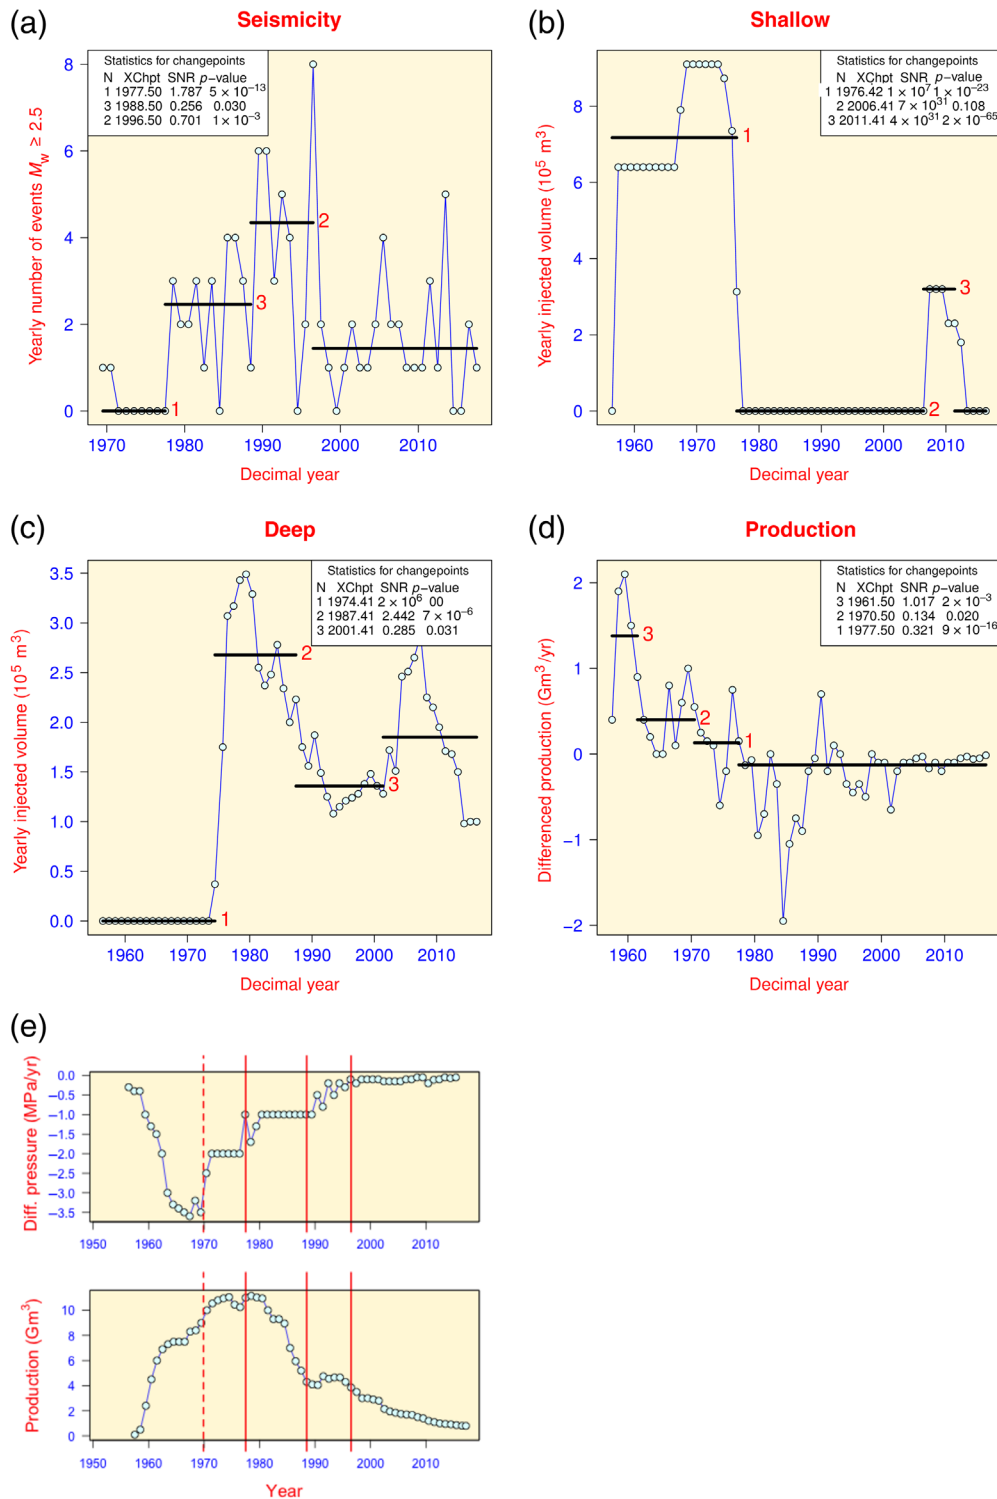 (a)
Seismicity
Statistics for changepoints
N XChpt SNR p−value
1 1977.50 1.787 5 × 10⁻¹³
3 1988.50 0.256 0.030
2 1996.50 0.701 1 × 10⁻³
Yearly number of events Mw ≥ 2.5
8
6
4
2
0
1
3
2
1970 1980 1990 2000 2010
Decimal year
(b)
Shallow
Statistics for changepoints
N XChpt SNR p−value
1 1976.42 1 × 10⁷ 1 × 10⁻²³
2 2006.41 7 × 10³¹ 0.108
3 2011.41 4 × 10³¹ 2 × 10⁻⁶⁵
Yearly injected volume (10⁵ m³)
8
6
4
2
0
1
2
3
1960 1970 1980 1990 2000 2010
Decimal year
(c)
Deep
Statistics for changepoints
N XChpt SNR p−value
1 1974.41 2 × 10⁶ 00
2 1987.41 2.442 7 × 10⁻⁶
3 2001.41 0.285 0.031
Yearly injected volume (10⁵ m³)
3.5
3.0
2.5
2.0
1.5
1.0
0.5
0.0
1
2
3
1960 1970 1980 1990 2000 2010
Decimal year
(d)
Production
Statistics for changepoints
N XChpt SNR p−value
3 1961.50 1.017 2 × 10⁻³
2 1970.50 0.134 0.020
1 1977.50 0.321 9 × 10⁻¹⁶
Differenced production (Gm³/yr)
2
1
0
−1
−2
3
2
1
1960 1970 1980 1990 2000 2010
Decimal year
(e)
Diff. pressure (MPa/yr)
0.0
−0.5
−1.0
−1.5
−2.0
−2.5
−3.0
−3.5
1950 1960 1970 1980 1990 2000 2010
Production (Gm³)
10
8
6
4
2
0
1950 1960 1970 1980 1990 2000 2010
Year